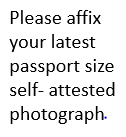 Please affix
your latest
passport size
self- attested
photograph.